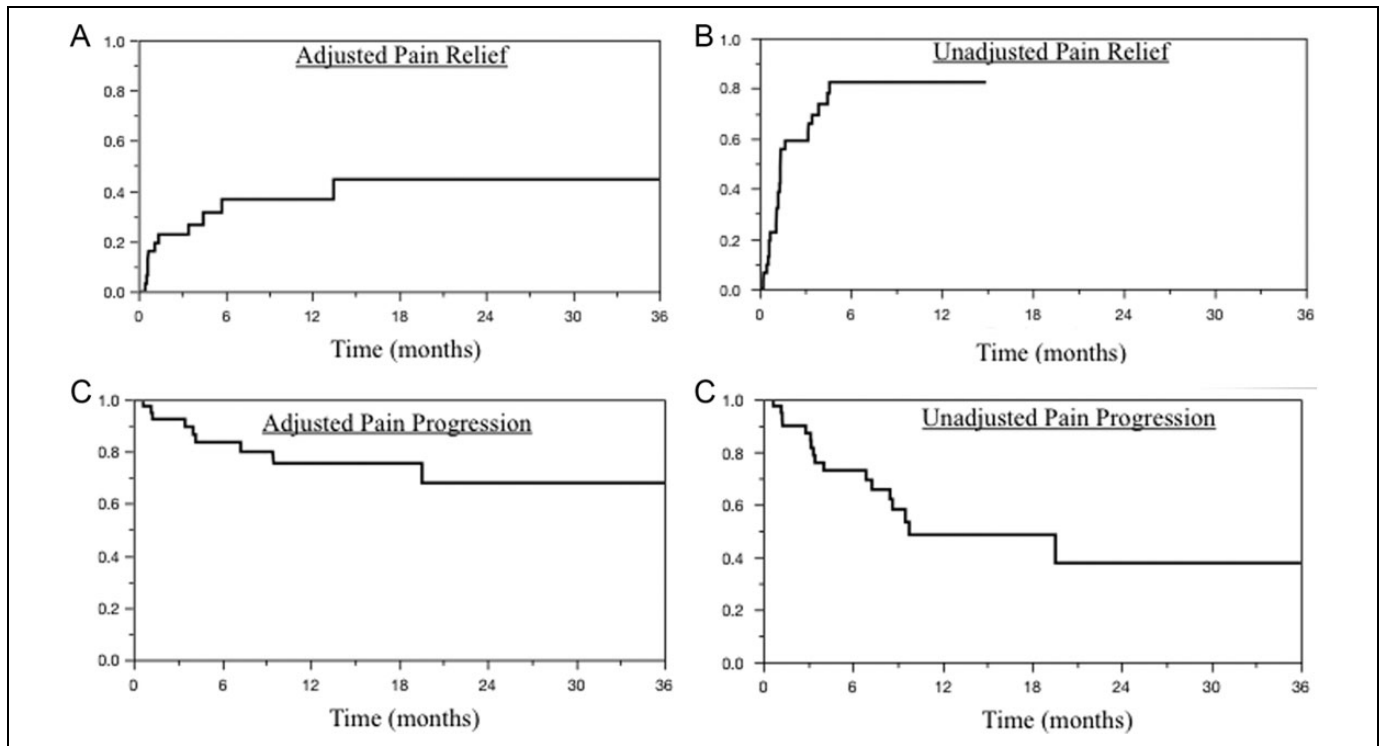 A
Adjusted Pain Relief
1.0
0.8
0.6
0.4
0.2
0.0
0 6 12 18 24 30 36
Time (months)
B
Unadjusted Pain Relief
1.0
0.8
0.6
0.4
0.2
0.0
0 6 12 18 24 30 36
Time (months)
C
Adjusted Pain Progression
1.0
0.8
0.6
0.4
0.2
0.0
0 6 12 18 24 30 36
Time (months)
C
Unadjusted Pain Progression
1.0
0.8
0.6
0.4
0.2
0.0
0 6 12 18 24 30 36
Time (months)